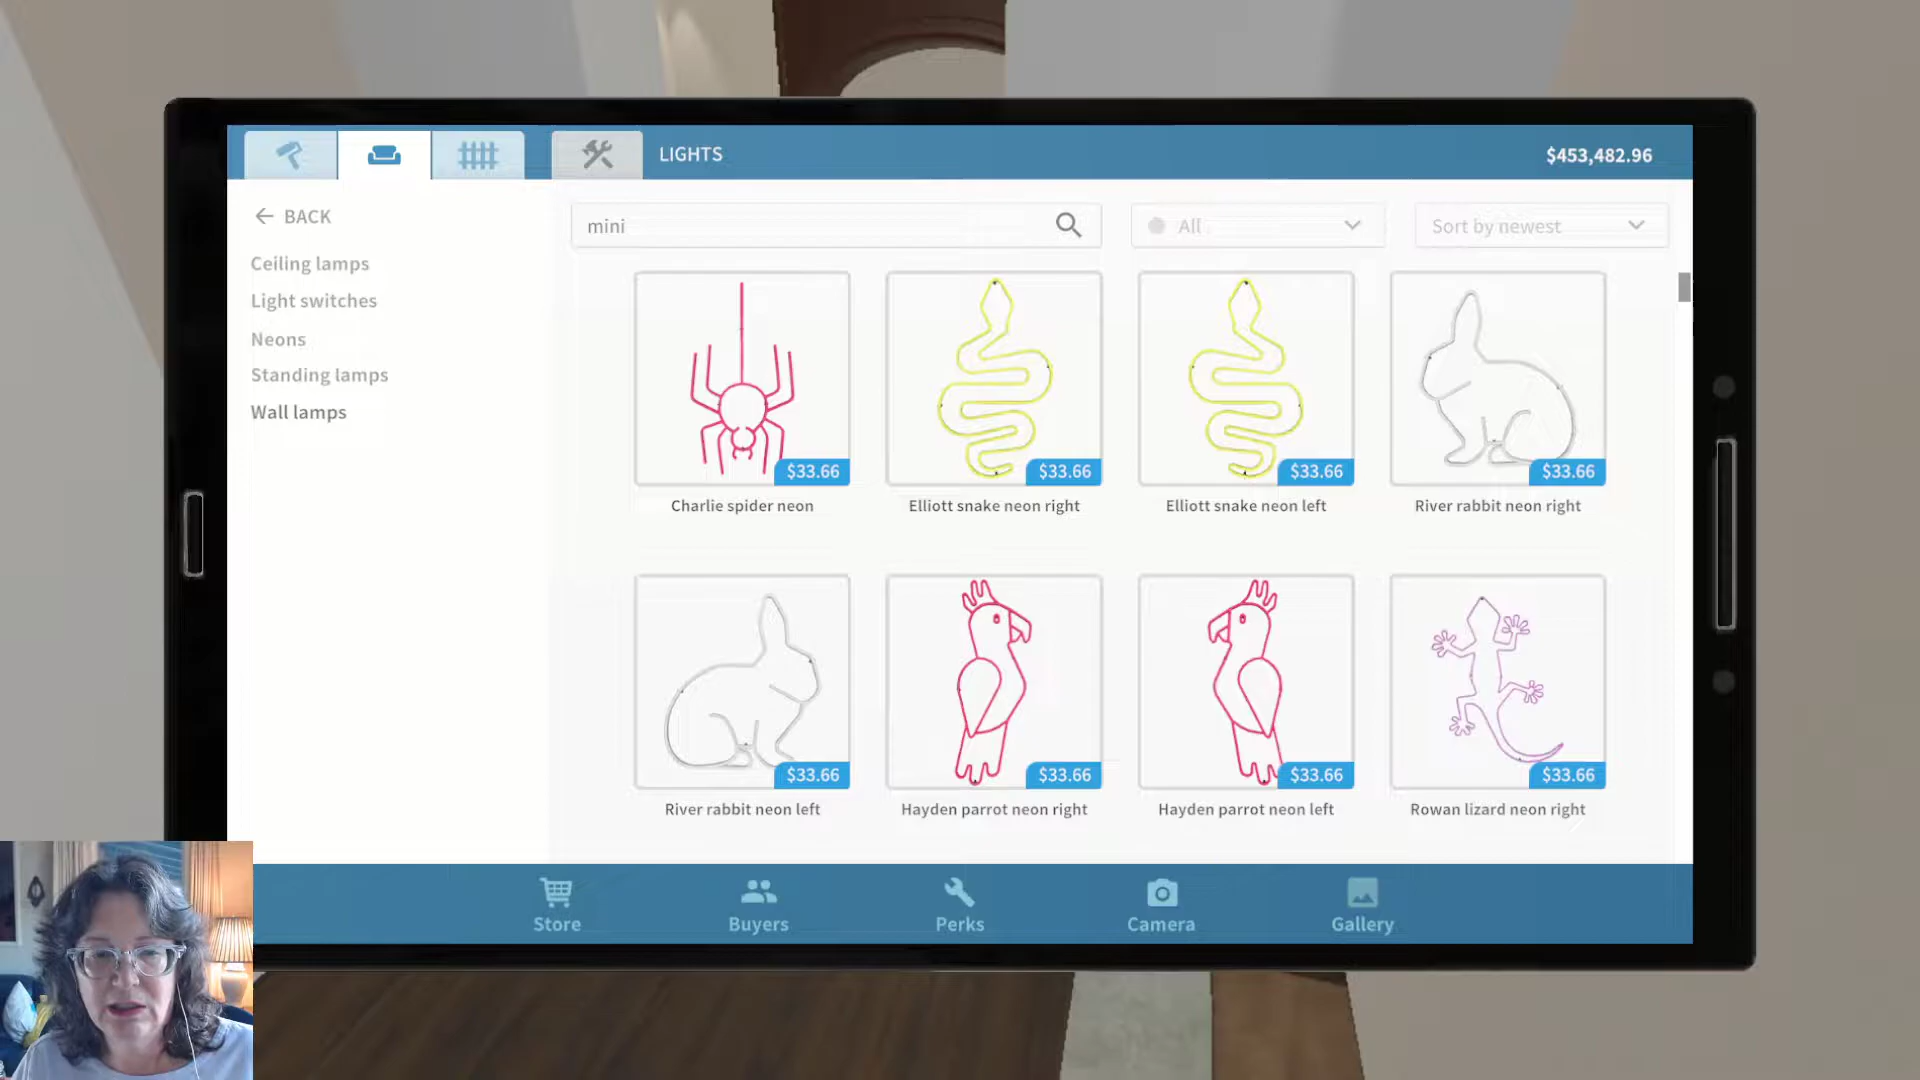 LIGHTS
$453,482.96
BACK
mini
All
Sort by newest
Ceiling lamps
Light switches
Neons
Standing lamps
Wall lamps
$33.66
$33.66
$33.66
$33.66
Charlie spider neon
Elliott snake neon right
Elliott snake neon left
River rabbit neon right
$33.66
$33.66
$33.66
$33.66
River rabbit neon left
Hayden parrot neon right
Hayden parrot neon left
Rowan lizard neon right
Store
Buyers
Perks
Camera
Gallery